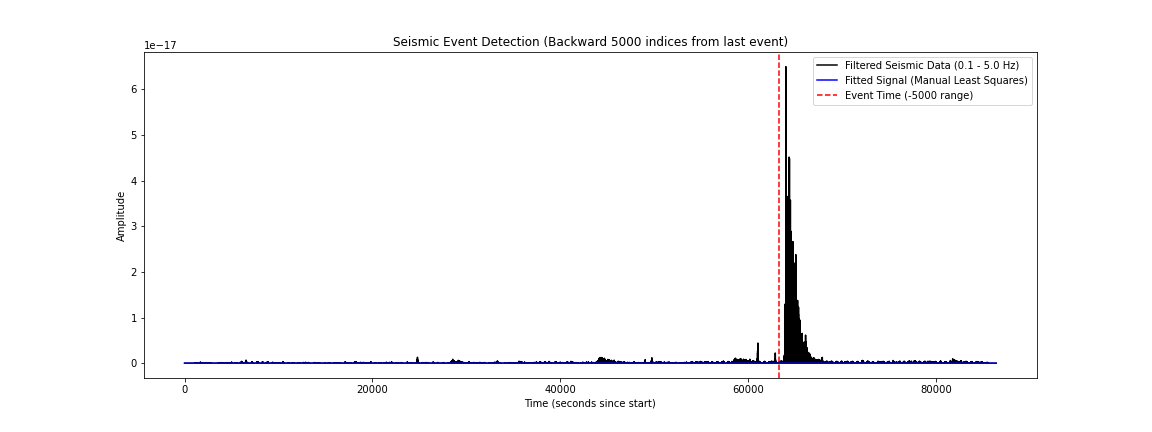 Seismic Event Detection (Backward 5000 indices from last event)
1e−17
Filtered Seismic Data (0.1 - 5.0 Hz)
Fitted Signal (Manual Least Squares)
Event Time (-5000 range)
6
5
4
3
2
1
0
Amplitude
0 20000 40000 60000 80000
Time (seconds since start)